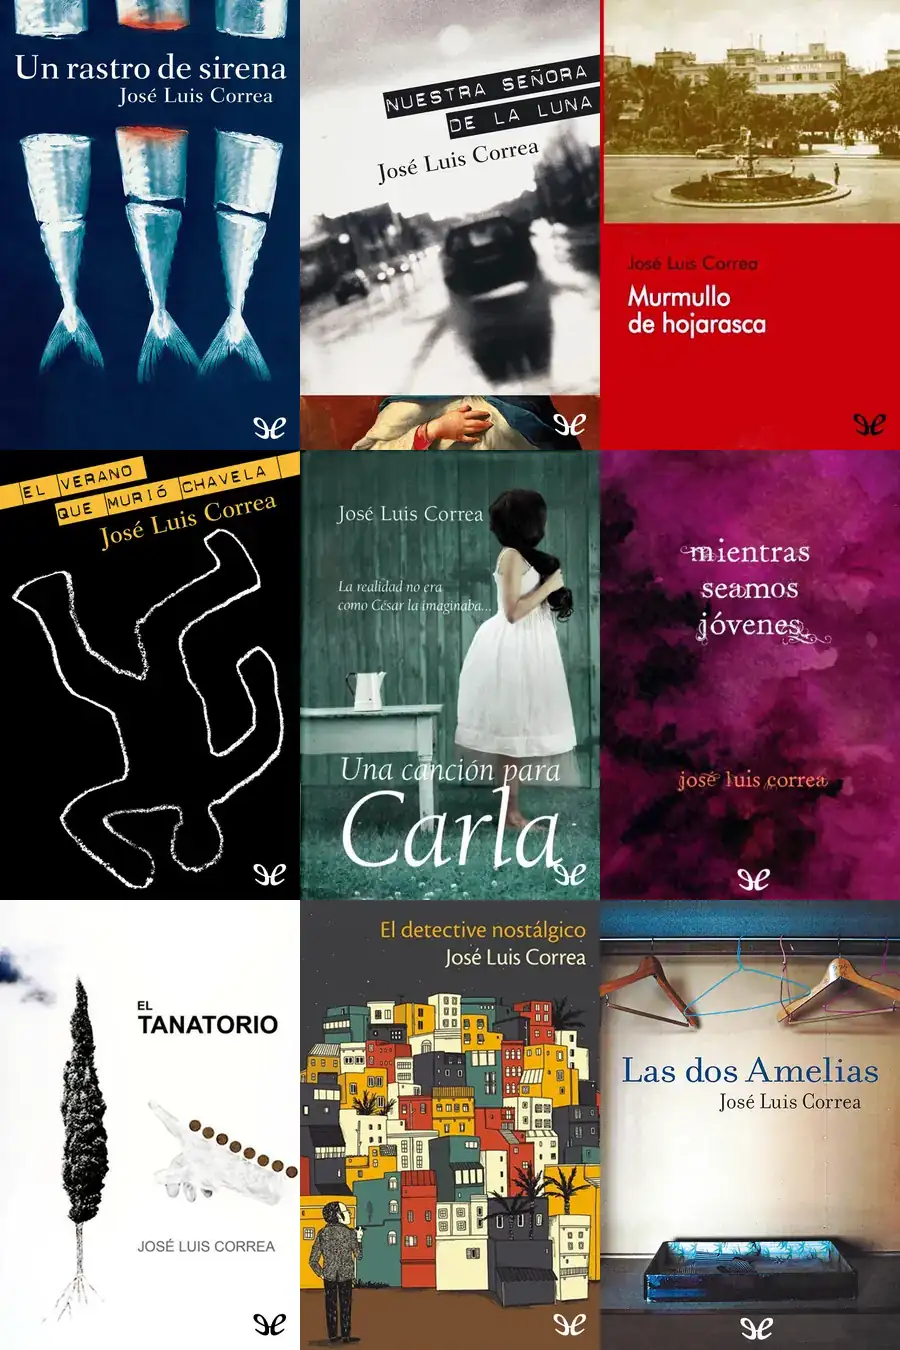 Un rastro de sirena
José Luis Correa
NUESTRA SEÑORA
DE LA LUNA
José Luis Correa
José Luis Correa
Murmullo
de hojarasca
EL VERANO
QUE MURIÓ CHAVELA
José Luis Correa
José Luis Correa
La realidad no era
como César la imaginaba...
Una canción para
Carla
mientras
seamos
jóvenes
josé luis correa
EL
TANATORIO
JOSÉ LUIS CORREA
El detective nostálgico
José Luis Correa
Las dos Amelias
José Luis Correa